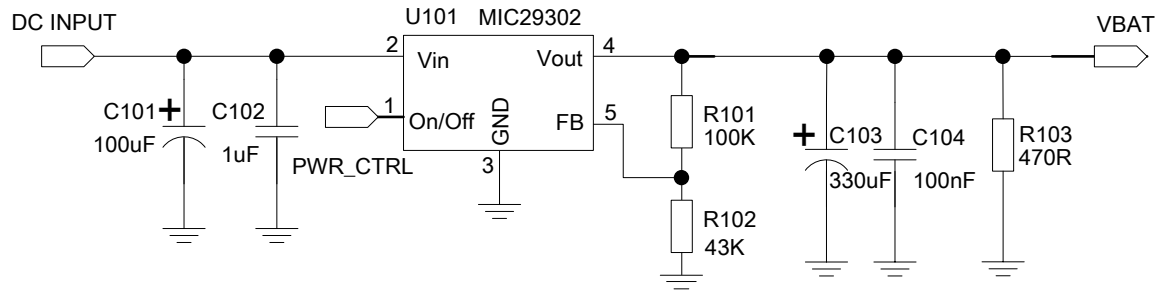 DC INPUT
U101 MIC29302
VBAT
2
Vin
Vout
4
C101
+
100uF
C102
1uF
1
On/Off
PWR_CTRL
GND
3
FB
5
R101
100K
R102
43K
+
C103
330uF
C104
100nF
R103
470R